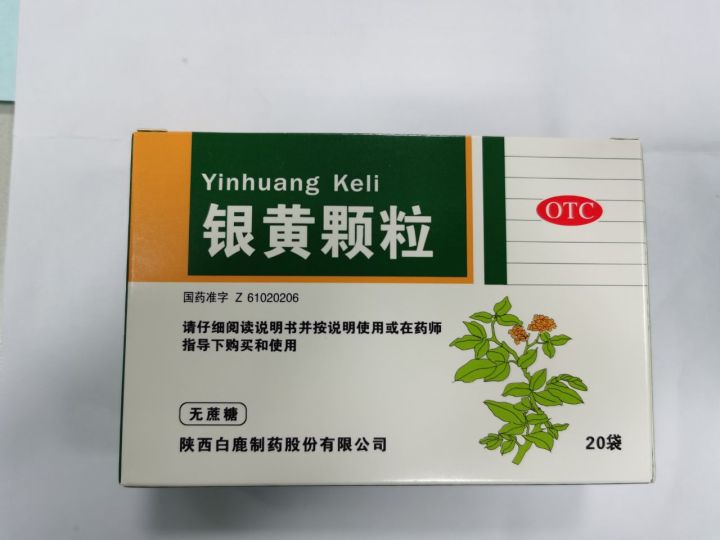 Yinhuang Keli
银黄颗粒
OTC
国药准字 Z 61020206
请仔细阅读说明书并按说明使用或在药师
指导下购买和使用
无蔗糖
陕西白鹿制药股份有限公司
20袋